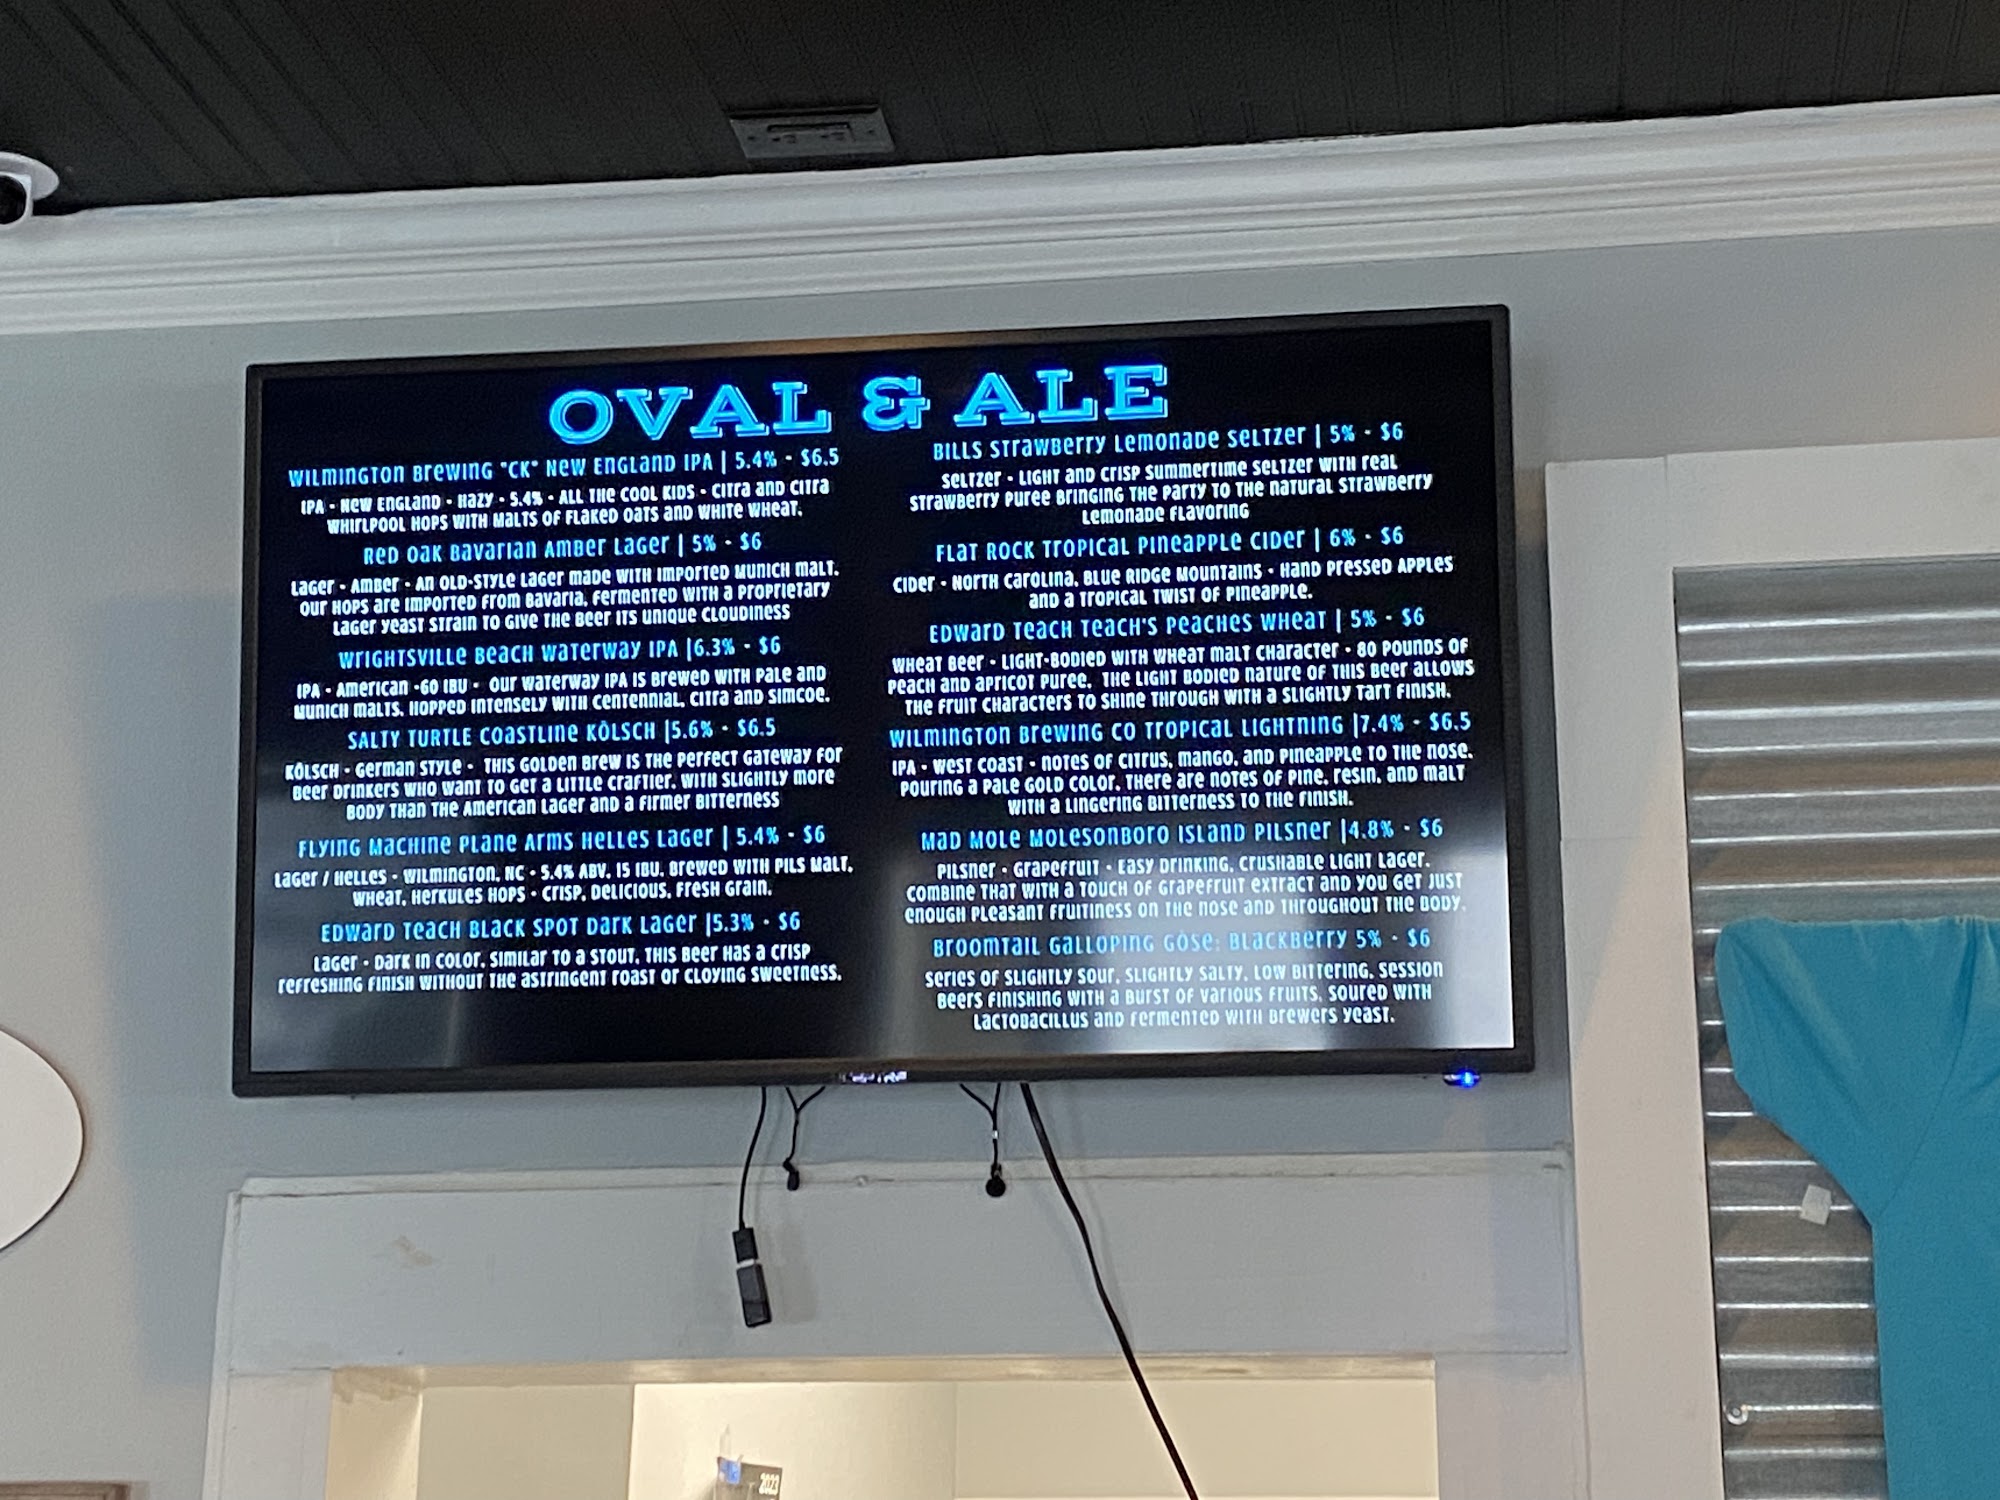 OVAL & ALE
WILMINGTON BREWING "CK" NEW ENGLAND IPA | 5.4% - $6.5
IPA - NEW ENGLAND - HAZY - 5.4% - ALL THE COOL KIDS - CITRA AND CITRA
WHIRLPOOL HOPS WITH MALTS OF FLAKED OATS AND WHITE WHEAT.
RED OAK BAVARIAN AMBER LAGER | 5% - $6
LAGER - AMBER - AN OLD-STYLE LAGER MADE WITH IMPORTED MUNICH MALT.
OUR HOPS ARE IMPORTED FROM BAVARIA, FERMENTED WITH A PROPRIETARY
LAGER YEAST STRAIN TO GIVE THE BEER ITS UNIQUE CLOUDINESS
WRIGHTSVILLE BEACH WATERWAY IPA |6.3% - $6
IPA - AMERICAN -60 IBU - OUR WATERWAY IPA IS BREWED WITH PALE AND
MUNICH MALTS, HOPPED INTENSELY WITH CENTENNIAL, CITRA AND SIMCOE.
SALTY TURTLE COASTLINE KÖLSCH |5.6% - $6.5
KÖLSCH - GERMAN STYLE - THIS GOLDEN BREW IS THE PERFECT GATEWAY FOR
BEER DRINKERS WHO WANT TO GET A LITTLE CRAFTIER, WITH SLIGHTLY MORE
BODY THAN THE AMERICAN LAGER AND A FIRMER BITTERNESS
FLYING MACHINE PLANE ARMS HELLES LAGER | 5.4% - $6
LAGER / HELLES - WILMINGTON, NC - 5.4% ABV, 15 IBU. BREWED WITH PILS MALT,
WHEAT, HERKULES HOPS - CRISP, DELICIOUS, FRESH GRAIN.
EDWARD TEACH BLACK SPOT DARK LAGER |5.3% - $6
LAGER - DARK IN COLOR, SIMILAR TO A STOUT, THIS BEER HAS A CRISP
REFRESHING FINISH WITHOUT THE ASTRINGENT ROAST OR CLOYING SWEETNESS.
BILLS STRAWBERRY LEMONADE SELTZER | 5% - $6
SELTZER - LIGHT AND CRISP SUMMERTIME SELTZER WITH REAL
STRAWBERRY PUREE BRINGING THE PARTY TO THE NATURAL STRAWBERRY
LEMONADE FLAVORING
FLAT ROCK TROPICAL PINEAPPLE CIDER | 6% - $6
CIDER - NORTH CAROLINA, BLUE RIDGE MOUNTAINS - HAND PRESSED APPLES
AND A TROPICAL TWIST OF PINEAPPLE.
EDWARD TEACH TEACH'S PEACHES WHEAT | 5% - $6
WHEAT BEER - LIGHT-BODIED WITH WHEAT MALT CHARACTER - 80 POUNDS OF
PEACH AND APRICOT PUREE. THE LIGHT BODIED NATURE OF THIS BEER ALLOWS
THE FRUIT CHARACTERS TO SHINE THROUGH WITH A SLIGHTLY TART FINISH.
WILMINGTON BREWING CO TROPICAL LIGHTNING |7.4% - $6.5
IPA - WEST COAST - NOTES OF CITRUS, MANGO, AND PINEAPPLE TO THE NOSE.
POURING A PALE GOLD COLOR. THERE ARE NOTES OF PINE, RESIN, AND MALT
WITH A LINGERING BITTERNESS TO THE FINISH.
MAD MOLE MOLESONBORO ISLAND PILSNER |4.8% - $6
PILSNER - GRAPEFRUIT - EASY DRINKING, CRUSHABLE LIGHT LAGER.
COMBINE THAT WITH A TOUCH OF GRAPEFRUIT EXTRACT AND YOU GET JUST
ENOUGH PLEASANT FRUITINESS ON THE NOSE AND THROUGHOUT THE BODY.
BROOMTAIL GALLOPING GOSE: BLACKBERRY 5% - $6
SERIES OF SLIGHTLY SOUR, SLIGHTLY SALTY, LOW BITTERING, SESSION
BEERS FINISHING WITH A BURST OF VARIOUS FRUITS, SOURED WITH
LACTOBACILLUS AND FERMENTED WITH BREWERS YEAST.
2023